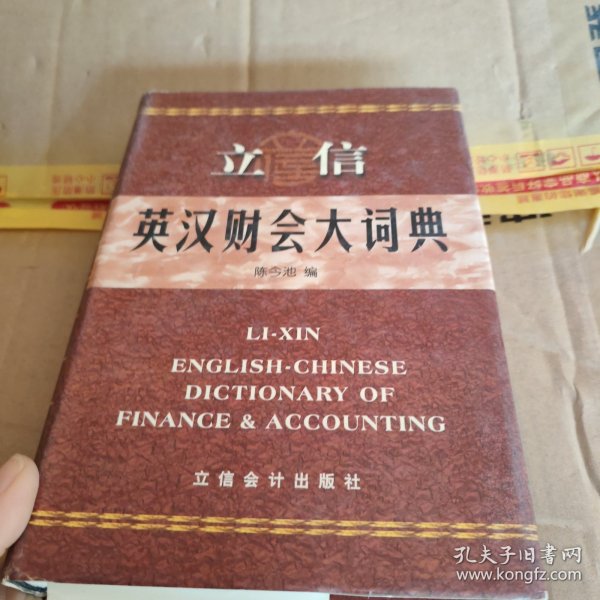 立信
英汉财会大词典
陈今池 编
LI-XIN
ENGLISH-CHINESE
DICTIONARY OF
FINANCE & ACCOUNTING
立信会计出版社
孔夫子旧书网
www.kongfz.com